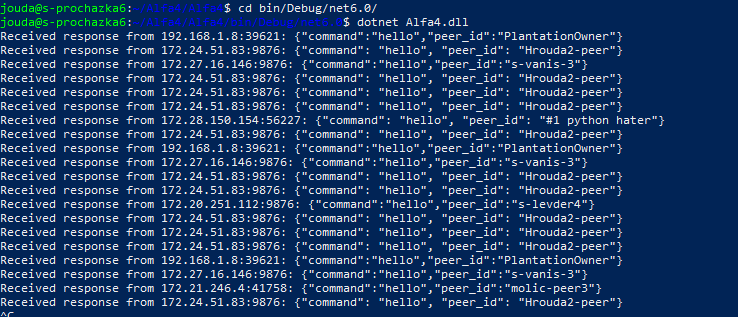 jouda@s-prochazka6:~/Alfa4/Alfa4$ cd bin/Debug/net6.0/
jouda@s-prochazka6:~/Alfa4/Alfa4/bin/Debug/net6.0$ dotnet Alfa4.dll
Received response from 192.168.1.8:39621: {"command":"hello","peer_id":"PlantationOwner"}
Received response from 172.24.51.83:9876: {"command": "hello", "peer_id": "Hrouda2-peer"}
Received response from 172.27.16.146:9876: {"command":"hello","peer_id":"s-vanis-3"}
Received response from 172.24.51.83:9876: {"command": "hello", "peer_id": "Hrouda2-peer"}
Received response from 172.24.51.83:9876: {"command": "hello", "peer_id": "Hrouda2-peer"}
Received response from 172.24.51.83:9876: {"command": "hello", "peer_id": "Hrouda2-peer"}
Received response from 172.28.150.154:56227: {"command": "hello", "peer_id": "#1 python hater"}
Received response from 172.24.51.83:9876: {"command": "hello", "peer_id": "Hrouda2-peer"}
Received response from 192.168.1.8:39621: {"command":"hello","peer_id":"PlantationOwner"}
Received response from 172.27.16.146:9876: {"command":"hello","peer_id":"s-vanis-3"}
Received response from 172.24.51.83:9876: {"command": "hello", "peer_id": "Hrouda2-peer"}
Received response from 172.24.51.83:9876: {"command": "hello", "peer_id": "Hrouda2-peer"}
Received response from 172.20.251.112:9876: {"command":"hello","peer_id":"s-levder4"}
Received response from 172.24.51.83:9876: {"command": "hello", "peer_id": "Hrouda2-peer"}
Received response from 172.24.51.83:9876: {"command": "hello", "peer_id": "Hrouda2-peer"}
Received response from 172.24.51.83:9876: {"command": "hello", "peer_id": "Hrouda2-peer"}
Received response from 192.168.1.8:39621: {"command":"hello","peer_id":"PlantationOwner"}
Received response from 172.27.16.146:9876: {"command":"hello","peer_id":"s-vanis-3"}
Received response from 172.21.246.4:41758: {"command":"hello","peer_id":"molic-peer3"}
Received response from 172.24.51.83:9876: {"command": "hello", "peer_id": "Hrouda2-peer"}
^C